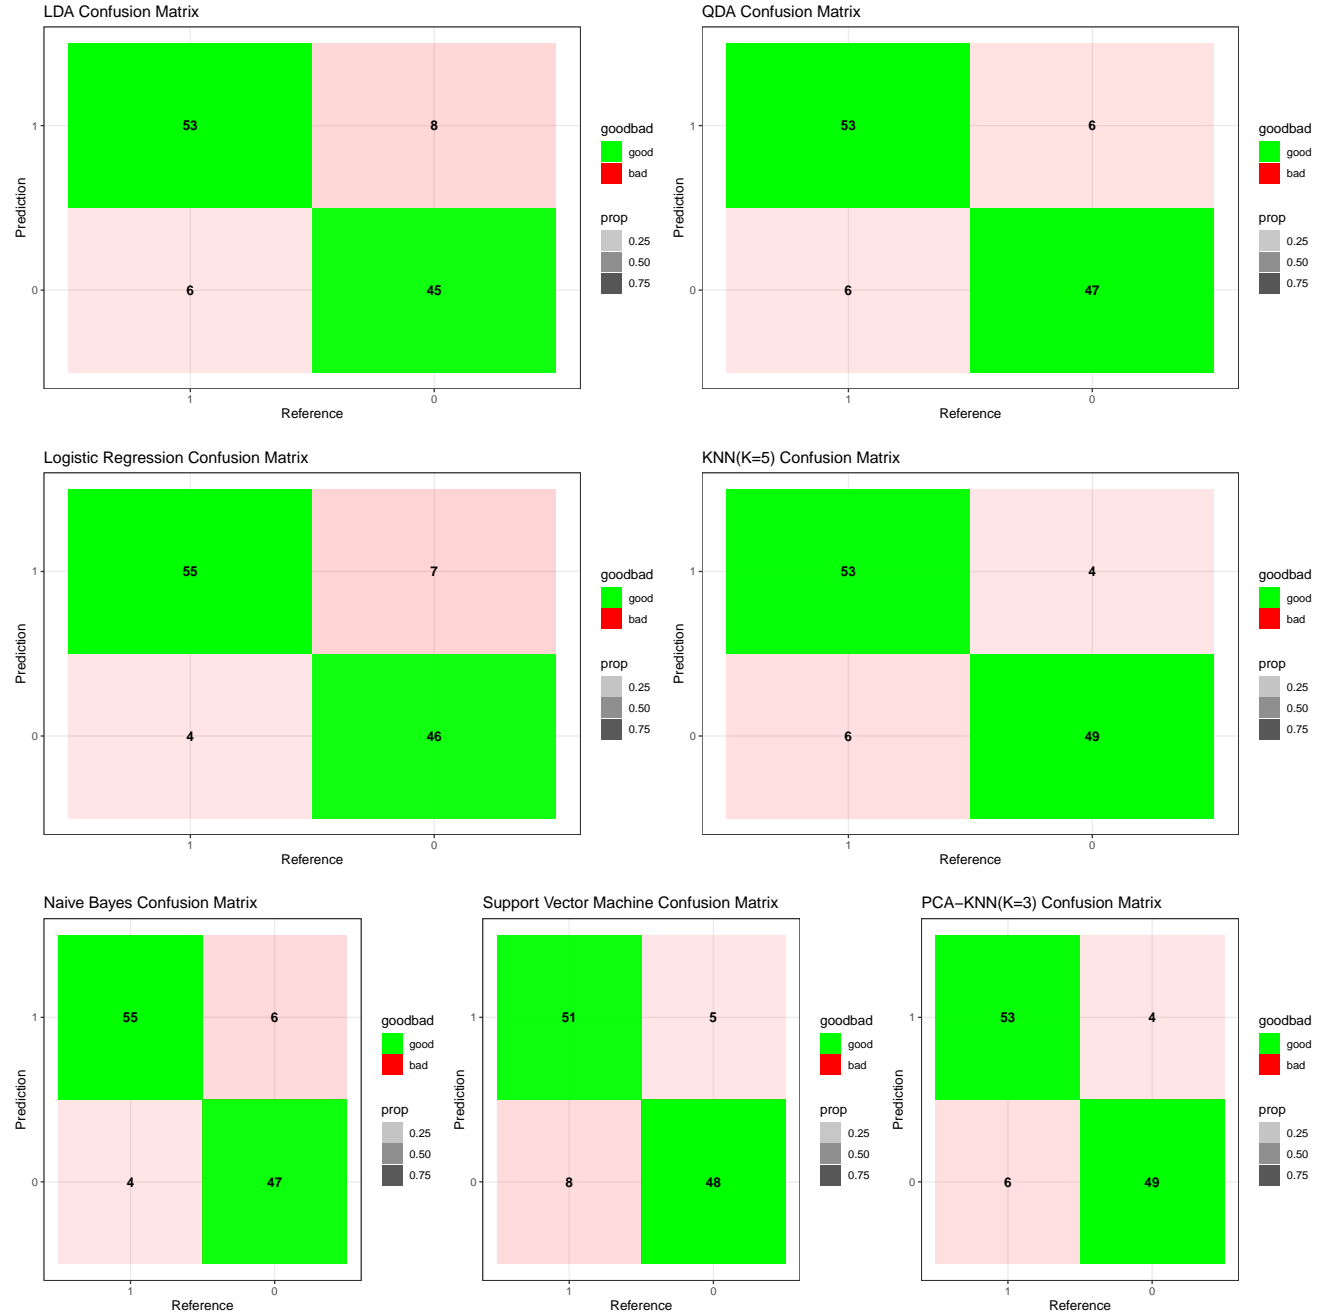 LDA Confusion Matrix
53
8
6
45
1
0
1
0
Prediction
Reference
goodbad
good
bad
prop
0.25
0.50
0.75
QDA Confusion Matrix
53
6
6
47
1
0
1
0
Prediction
Reference
goodbad
good
bad
prop
0.25
0.50
0.75
Logistic Regression Confusion Matrix
55
7
4
46
1
0
1
0
Prediction
Reference
goodbad
good
bad
prop
0.25
0.50
0.75
KNN(K=5) Confusion Matrix
53
4
6
49
1
0
1
0
Prediction
Reference
goodbad
good
bad
prop
0.25
0.50
0.75
Naive Bayes Confusion Matrix
55
6
4
47
1
0
1
0
Prediction
Reference
goodbad
good
bad
prop
0.25
0.50
0.75
Support Vector Machine Confusion Matrix
51
5
8
48
1
0
1
0
Prediction
Reference
goodbad
good
bad
prop
0.25
0.50
0.75
PCA−KNN(K=3) Confusion Matrix
53
4
6
49
1
0
1
0
Prediction
Reference
goodbad
good
bad
prop
0.25
0.50
0.75